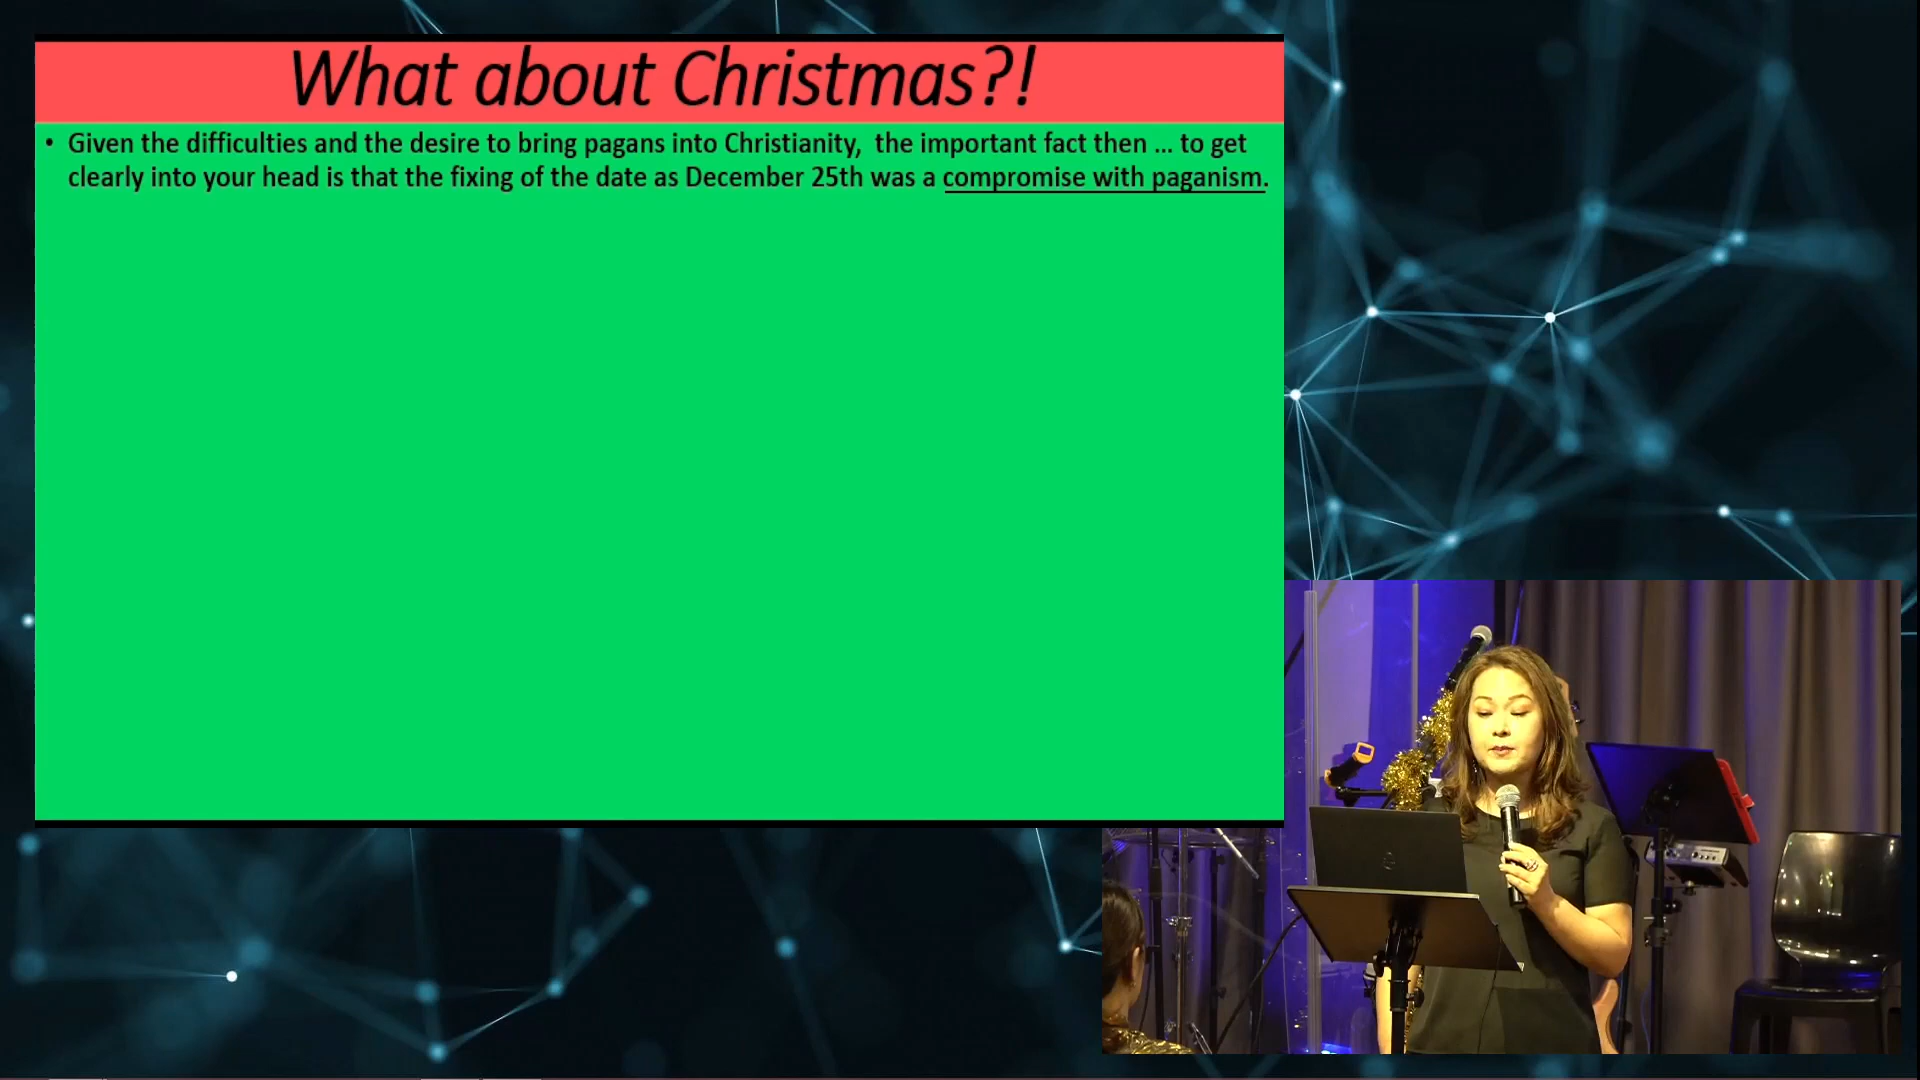 What about Christmas?!
• Given the difficulties and the desire to bring pagans into Christianity, the important fact then ... to get
clearly into your head is that the fixing of the date as December 25th was a compromise with paganism.